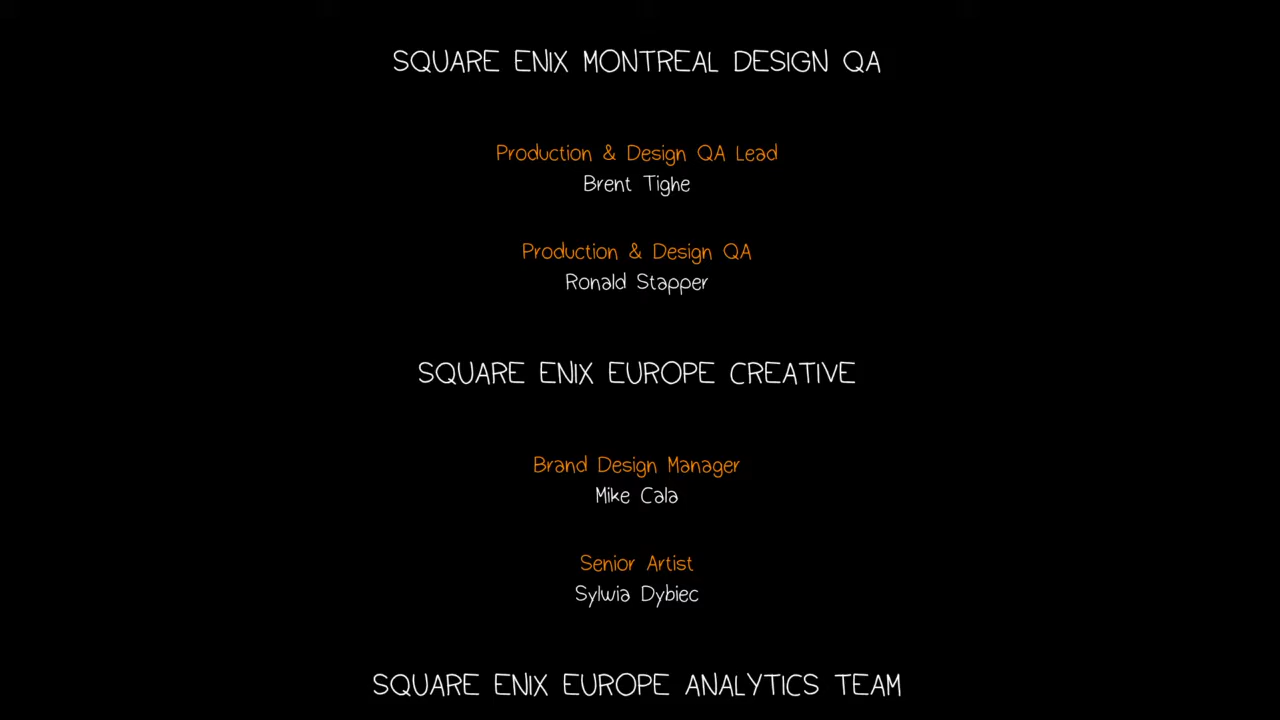 SQUARE ENIX MONTREAL DESIGN QA
Production & Design QA Lead
Brent Tighe
Production & Design QA
Ronald Stapper
SQUARE ENIX EUROPE CREATIVE
Brand Design Manager
Mike Cala
Senior Artist
Sylwia Dybiec
SQUARE ENIX EUROPE ANALYTICS TEAM